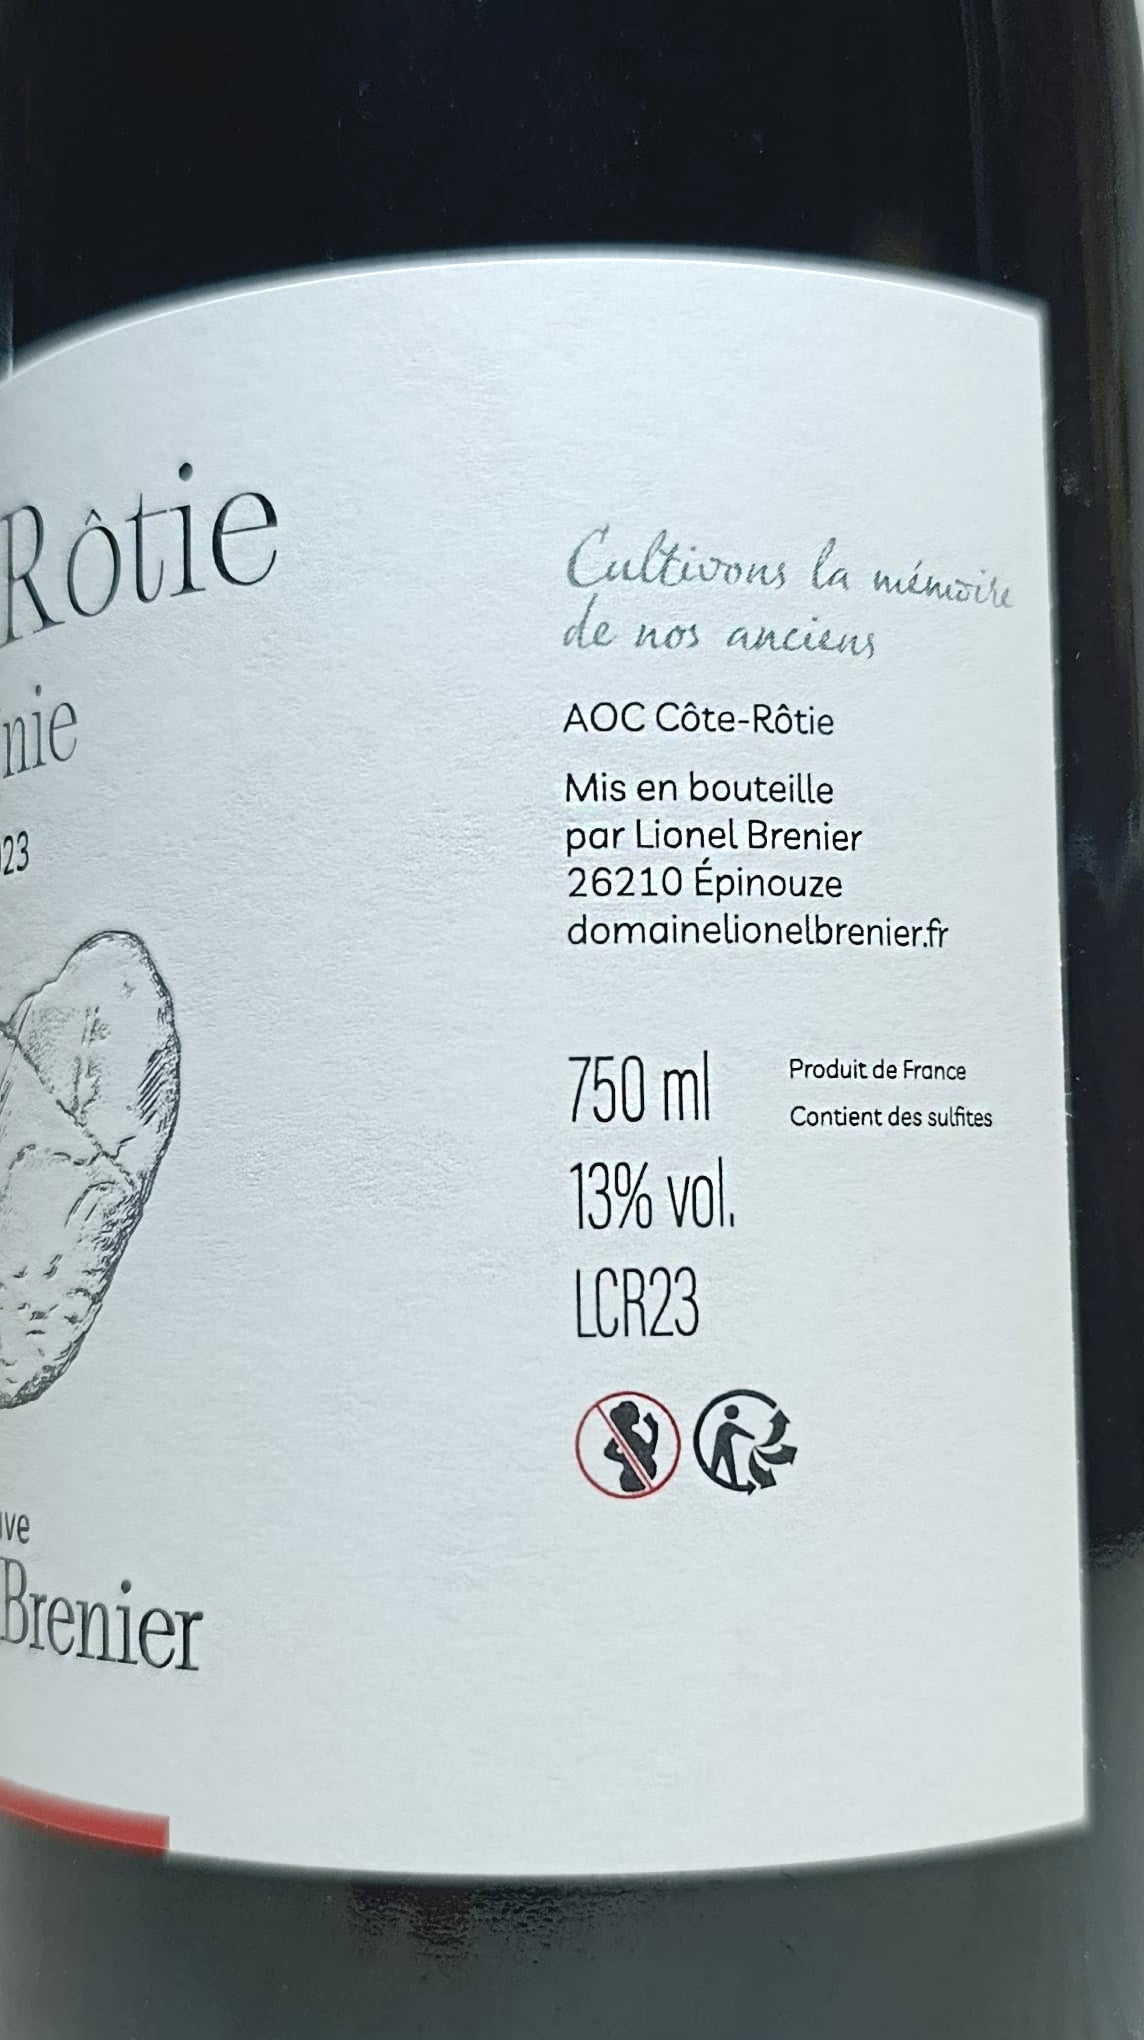 Rôtie
nie
23
Brenier
Cultivons la mémoire
de nos anciens
AOC Côte-Rôtie
Mis en bouteille
par Lionel Brenier
26210 Épinouze
domainelionelbrenier.fr
750 ml
Produit de France
Contient des sulfites
13% vol.
LCR23